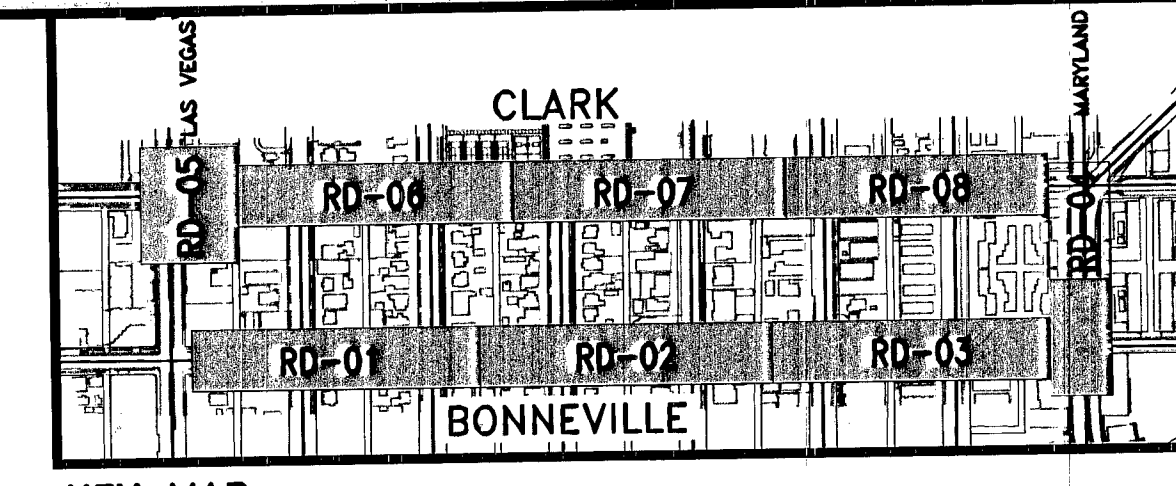 LAS VEGAS
MARYLAND
CLARK
RD-05
RD-06
RD-07
RD-08
RD-04
RD-01
RD-02
RD-03
BONNEVILLE